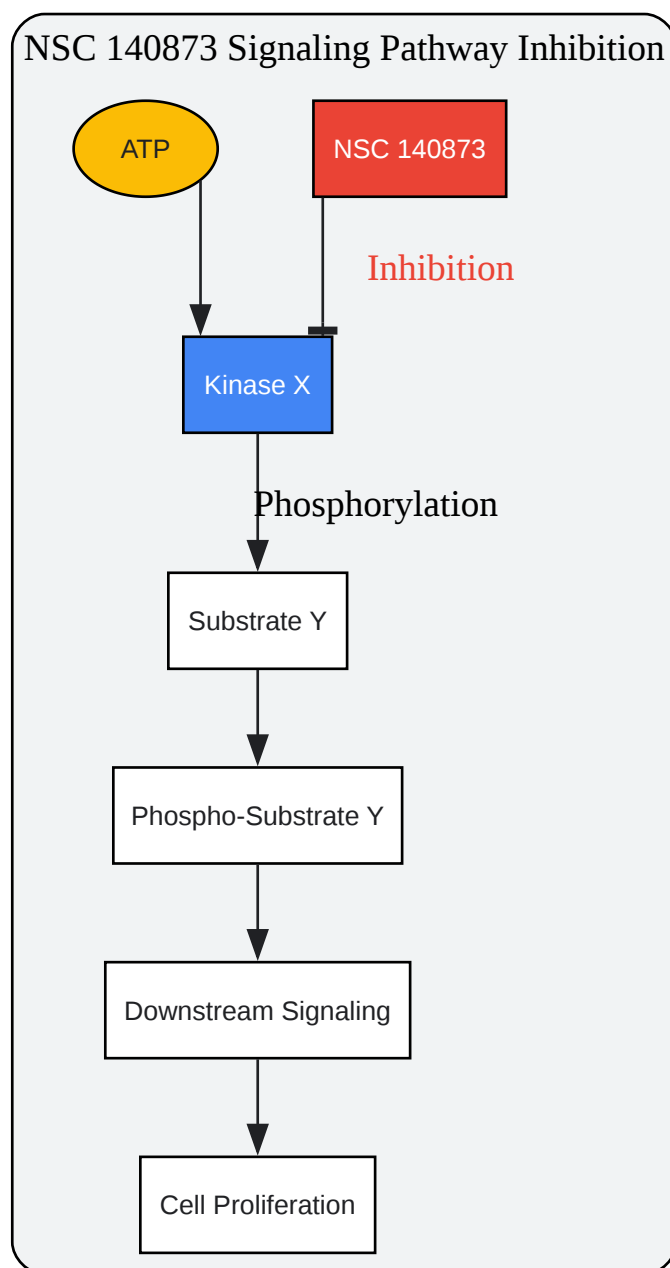 NSC 140873 Signaling Pathway Inhibition
ATP
NSC 140873
Inhibition
Kinase X
Phosphorylation
Substrate Y
Phospho-Substrate Y
Downstream Signaling
Cell Proliferation